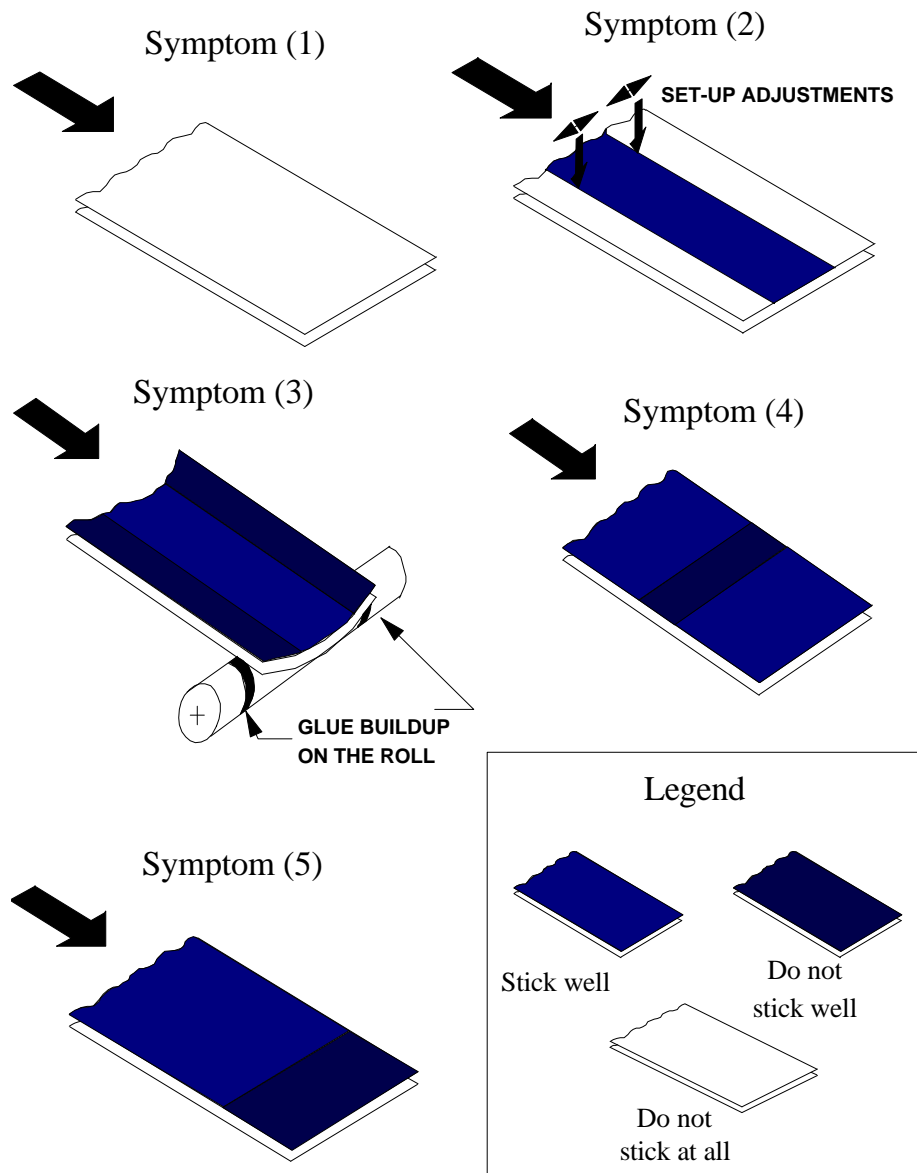 Symptom (1)
Symptom (2)
SET-UP ADJUSTMENTS
Symptom (3)
Symptom (4)
GLUE BUILDUP
ON THE ROLL
Symptom (5)
Legend
Stick well
Do not
stick well
Do not
stick at all